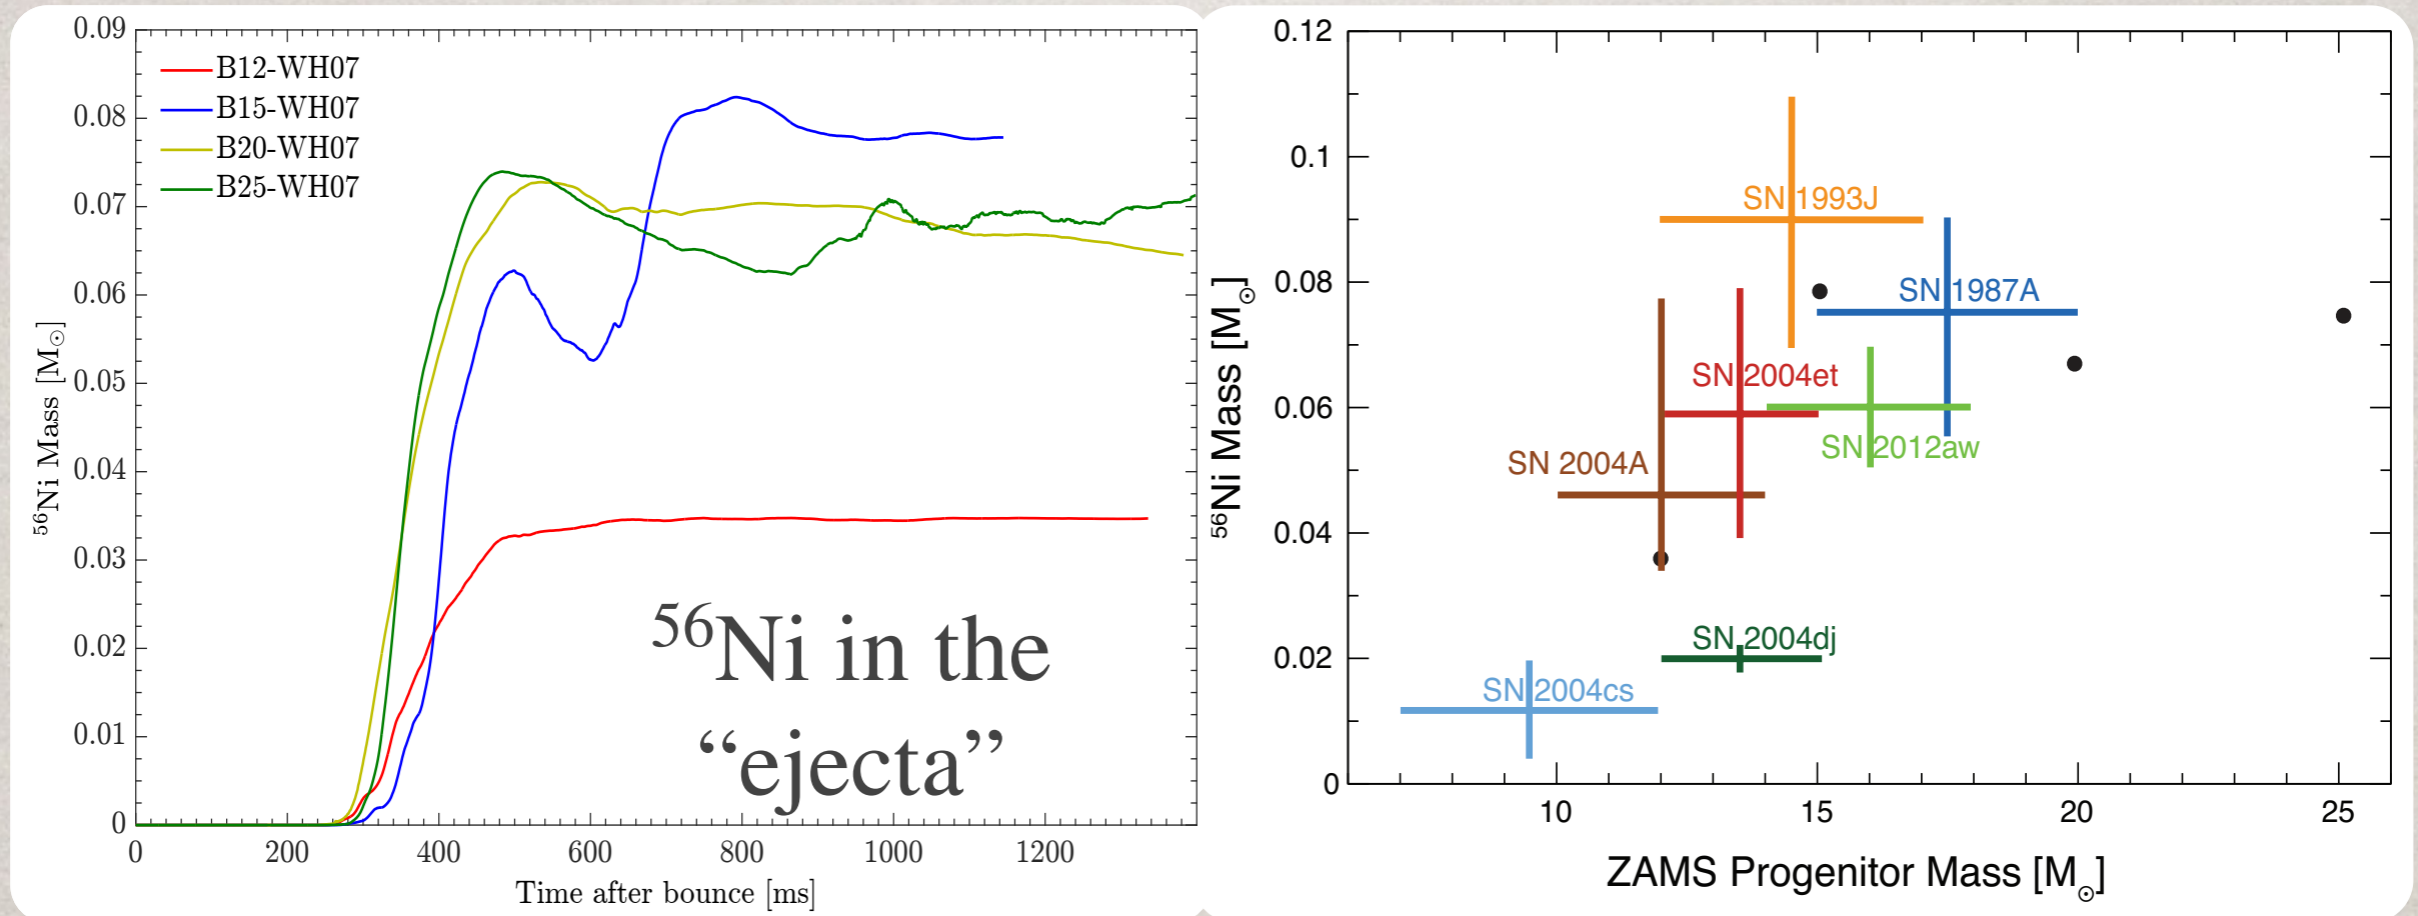 0.09
0.08
0.07
0.06
0.05
0.04
0.03
0.02
0.01
0
⁵⁶Ni Mass [M☉]
B12-WH07
B15-WH07
B20-WH07
B25-WH07
⁵⁶Ni in the
“ejecta”
0 200 400 600 800 1000 1200
Time after bounce [ms]
0.12
0.1
0.08
0.06
0.04
0.02
0
⁵⁶Ni Mass [M☉]
SN 1993J
SN 1987A
SN 2004et
SN 2012aw
SN 2004A
SN 2004dj
SN 2004cs
10 15 20 25
ZAMS Progenitor Mass [M☉]